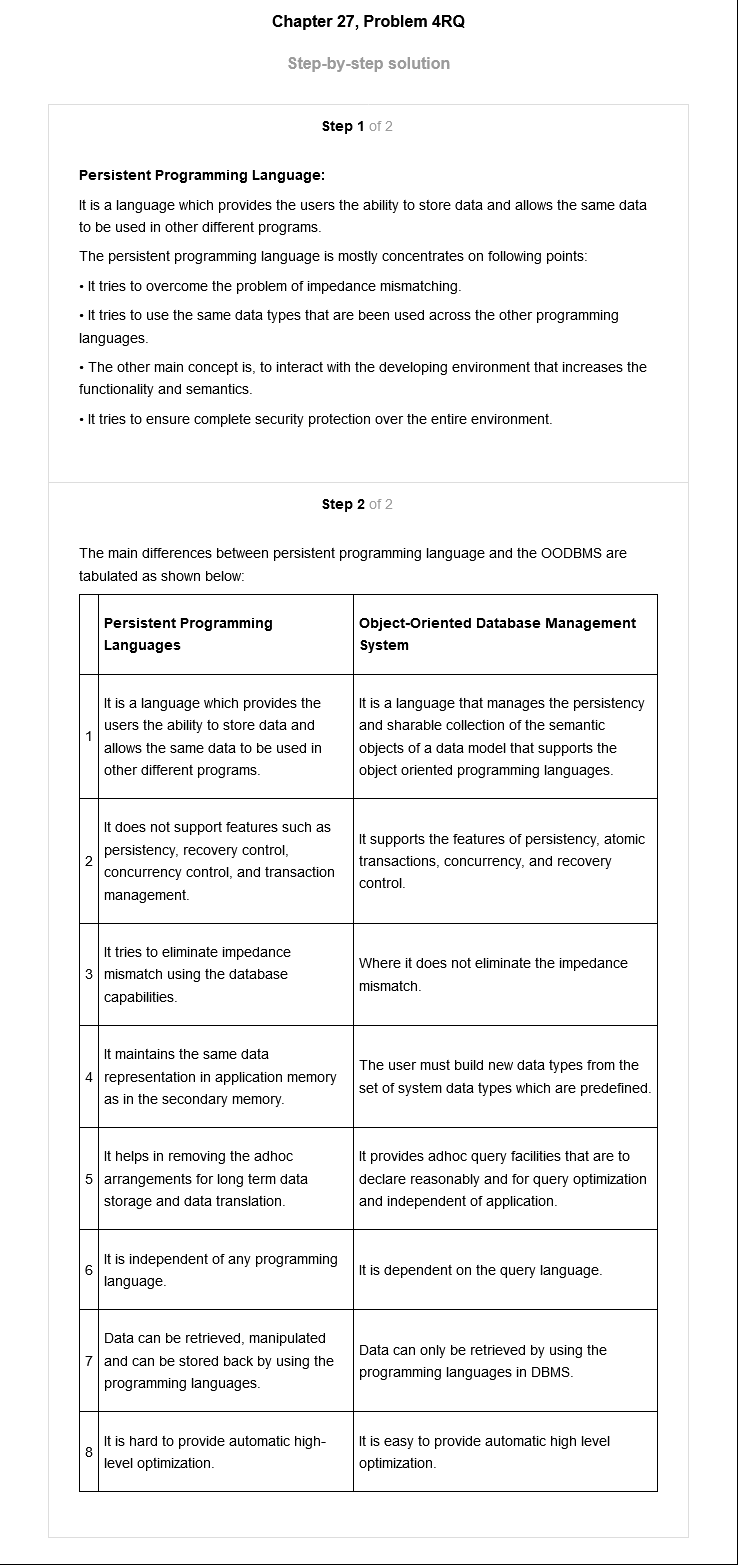 Chapter 27, Problem 4RQ
Step-by-step solution
Step 1 of 2
Persistent Programming Language:
It is a language which provides the users the ability to store data and allows the same data
to be used in other different programs.
The persistent programming language is mostly concentrates on following points:
• It tries to overcome the problem of impedance mismatching.
• It tries to use the same data types that are been used across the other programming
languages.
• The other main concept is, to interact with the developing environment that increases the
functionality and semantics.
• It tries to ensure complete security protection over the entire environment.
Step 2 of 2
The main differences between persistent programming language and the OODBMS are
tabulated as shown below:
Persistent Programming
Languages
Object-Oriented Database Management
System
1
It is a language which provides the
users the ability to store data and
allows the same data to be used in
other different programs.
It is a language that manages the persistency
and sharable collection of the semantic
objects of a data model that supports the
object oriented programming languages.
2
It does not support features such as
persistency, recovery control,
concurrency control, and transaction
management.
It supports the features of persistency, atomic
transactions, concurrency, and recovery
control.
3
It tries to eliminate impedance
mismatch using the database
capabilities.
Where it does not eliminate the impedance
mismatch.
4
It maintains the same data
representation in application memory
as in the secondary memory.
The user must build new data types from the
set of system data types which are predefined.
5
It helps in removing the adhoc
arrangements for long term data
storage and data translation.
It provides adhoc query facilities that are to
declare reasonably and for query optimization
and independent of application.
6
It is independent of any programming
language.
It is dependent on the query language.
7
Data can be retrieved, manipulated
and can be stored back by using the
programming languages.
Data can only be retrieved by using the
programming languages in DBMS.
8
It is hard to provide automatic high-
level optimization.
It is easy to provide automatic high level
optimization.